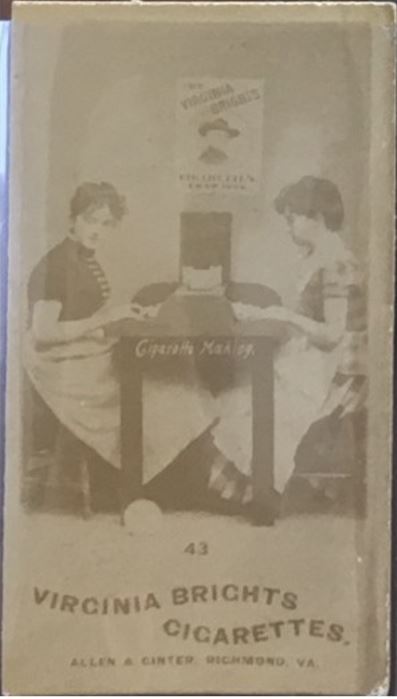 VIRGINIA
BRIGHTS
Cigarette Making.
43
VIRGINIA BRIGHTS
CIGARETTES.
ALLEN & GINTER, RICHMOND, VA.